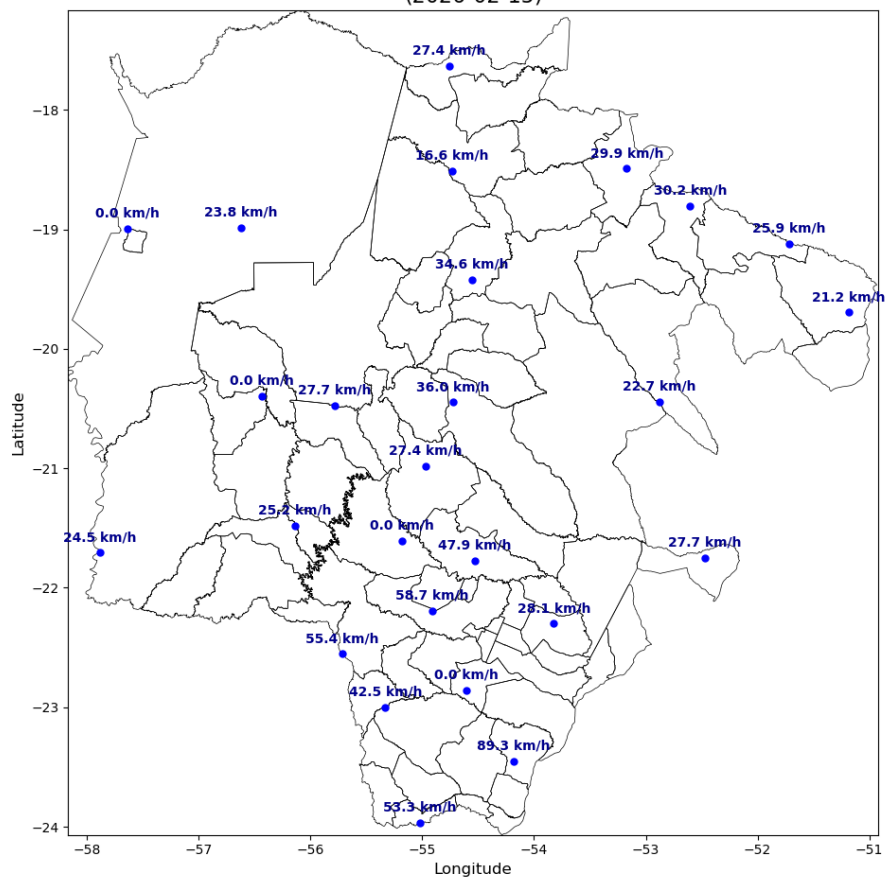 (2026-02-15)
27.4 km/h
16.6 km/h
29.9 km/h
30.2 km/h
0.0 km/h
23.8 km/h
25.9 km/h
34.6 km/h
21.2 km/h
0.0 km/h
27.7 km/h
36.0 km/h
22.7 km/h
27.4 km/h
25.2 km/h
0.0 km/h
24.5 km/h
47.9 km/h
27.7 km/h
58.7 km/h
28.1 km/h
55.4 km/h
0.0 km/h
42.5 km/h
89.3 km/h
53.3 km/h
−18
−19
−20
−21
−22
−23
−24
Latitude
−58 −57 −56 −55 −54 −53 −52 −51
Longitude